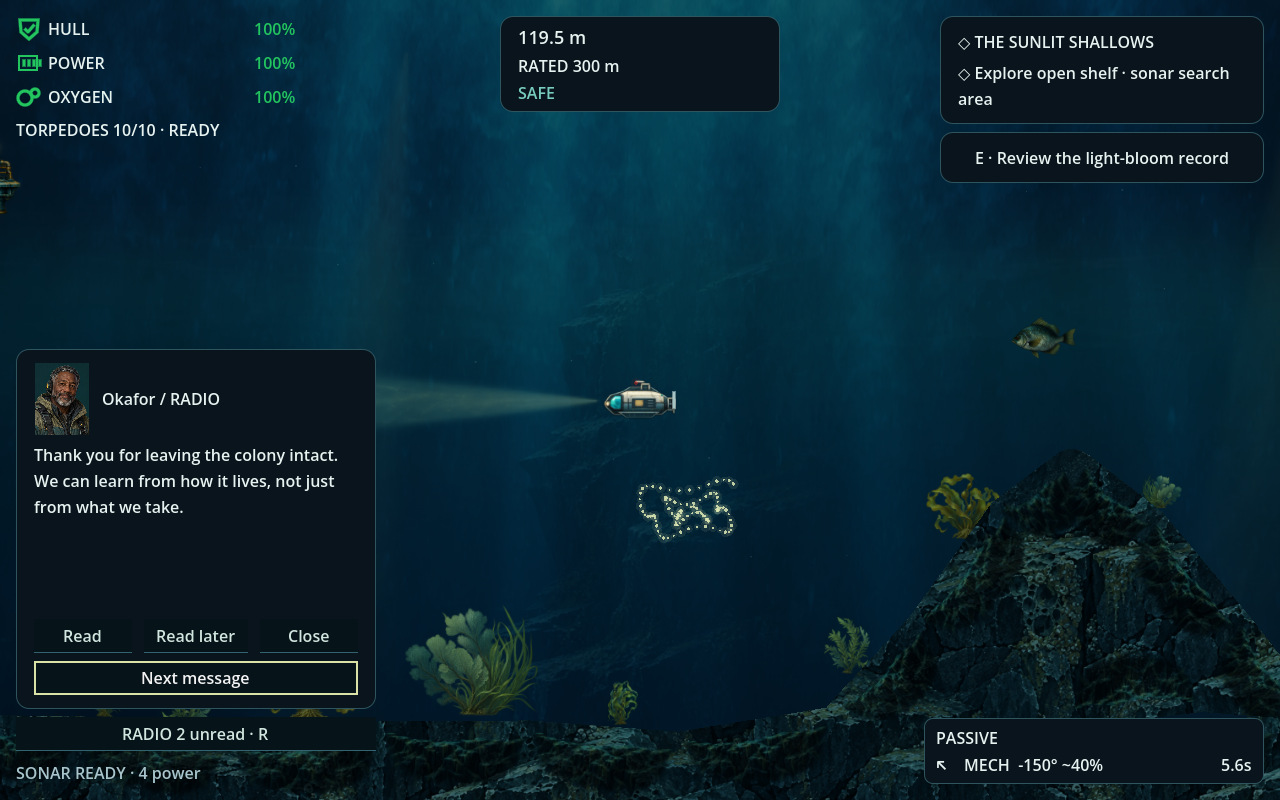 HULL 100%
POWER 100%
OXYGEN 100%
TORPEDOES 10/10 · READY
119.5 m
RATED 300 m
SAFE
◇ THE SUNLIT SHALLOWS
◇ Explore open shelf · sonar search
area
E · Review the light-bloom record
Okafor / RADIO
Thank you for leaving the colony intact.
We can learn from how it lives, not just
from what we take.
Read Read later Close
Next message
RADIO 2 unread · R
SONAR READY · 4 power
PASSIVE
↖ MECH -150° ~40% 5.6s